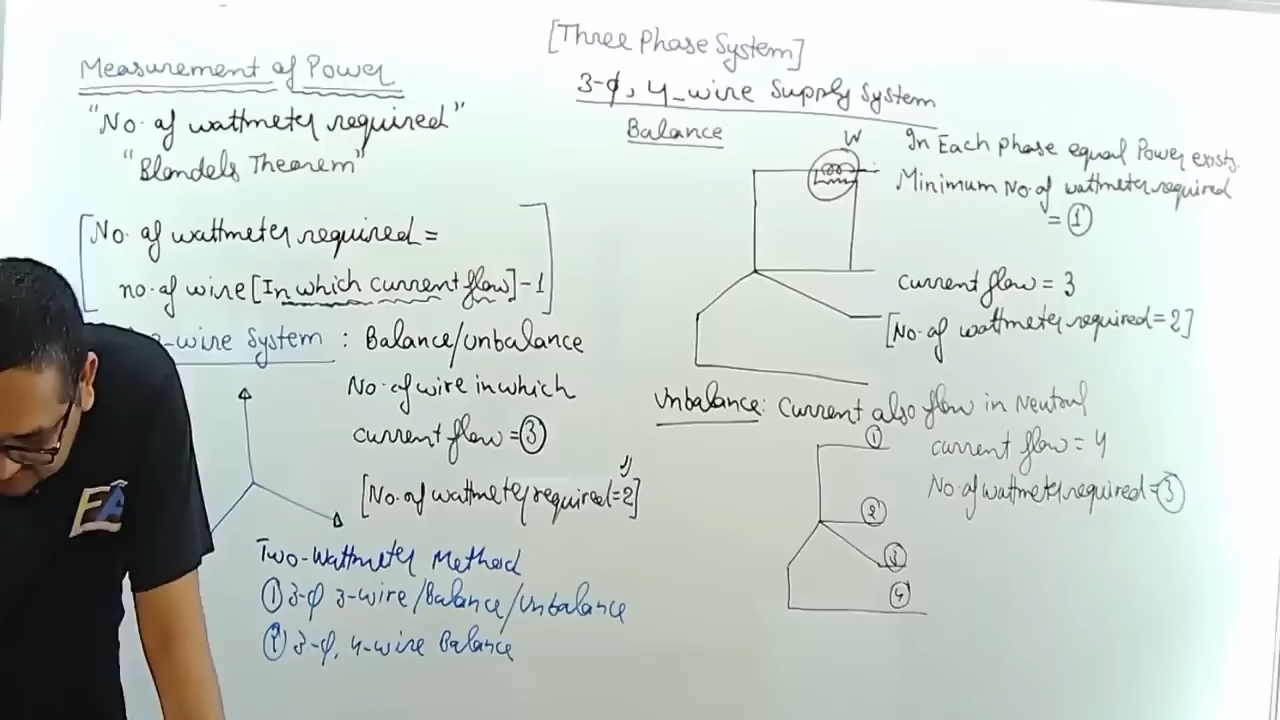 [Three Phase System]
Measurement of Power
"No. of wattmeter required"
"Blondels Theorem"
[No. of wattmeter required =
no. of wire [In which current flow] - 1]
-wire System : Balance/unbalance
No. of wire in which
current flow = ③
[No. of wattmeter required = 2]
Two-Wattmeter Method
① 3-φ 3-wire/Balance/unbalance
② 3-φ, 4-wire Balance
3-φ, 4-wire Supply System
Balance
W
In Each phase equal Power exists.
Minimum No. of wattmeter required
= ①
current flow = 3
[No. of wattmeter required = 2]
Unbalance: Current also flow in Neutral
①
current flow = 4
No. of wattmeter required = ③
②
③
④
EA